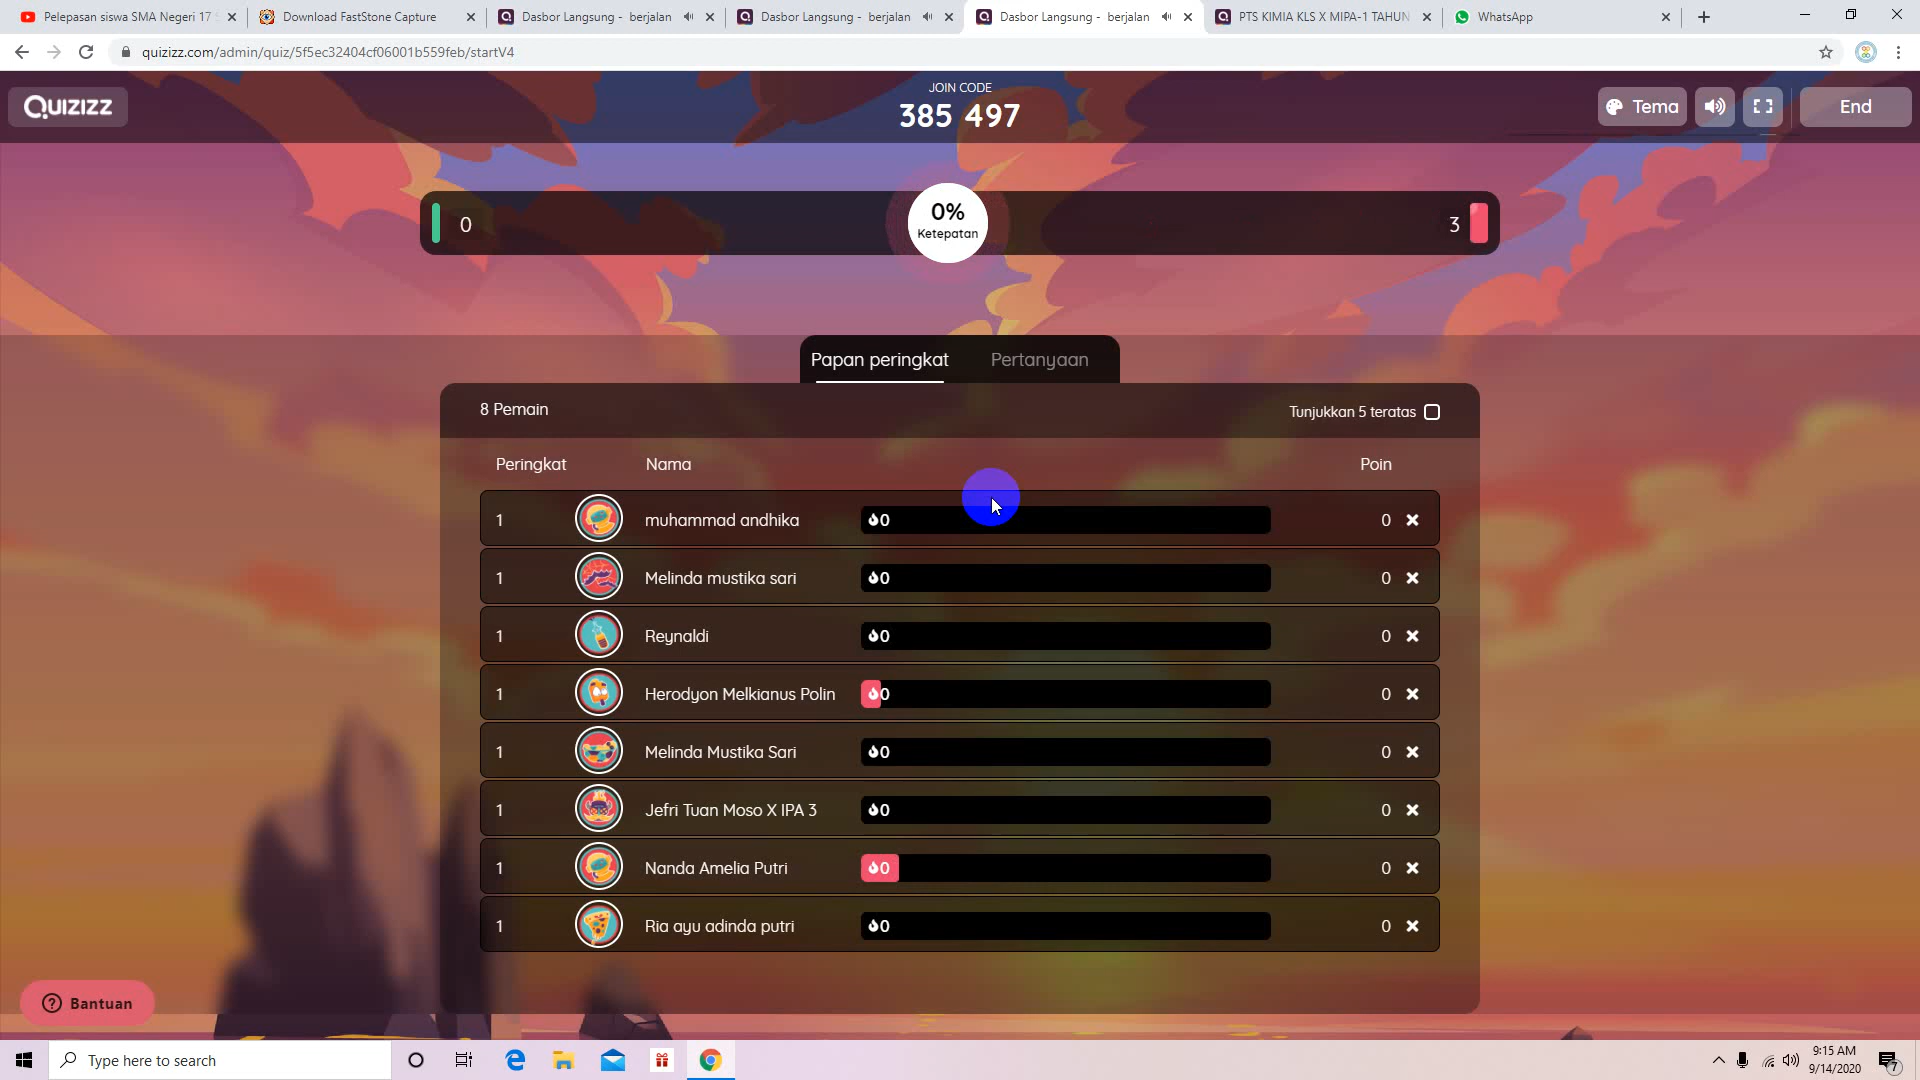 Pelepasan siswa SMA Negeri 17
Download FastStone Capture
Dasbor Langsung - berjalan
Dasbor Langsung - berjalan
Dasbor Langsung - berjalan
PTS KIMIA KLS X MIPA-1 TAHUN
WhatsApp
quizizz.com/admin/quiz/5f5ec32404cf06001b559feb/startV4
QUIZIZZ
JOIN CODE
385 497
Tema
End
0
0%
Ketepatan
3
Papan peringkat
Pertanyaan
8 Pemain
Tunjukkan 5 teratas
Peringkat Nama Poin
1 muhammad andhika 0 0
1 Melinda mustika sari 0 0
1 Reynaldi 0 0
1 Herodyon Melkianus Polin 0 0
1 Melinda Mustika Sari 0 0
1 Jefri Tuan Moso X IPA 3 0 0
1 Nanda Amelia Putri 0 0
1 Ria ayu adinda putri 0 0
Bantuan
Type here to search
9:15 AM
9/14/2020
7